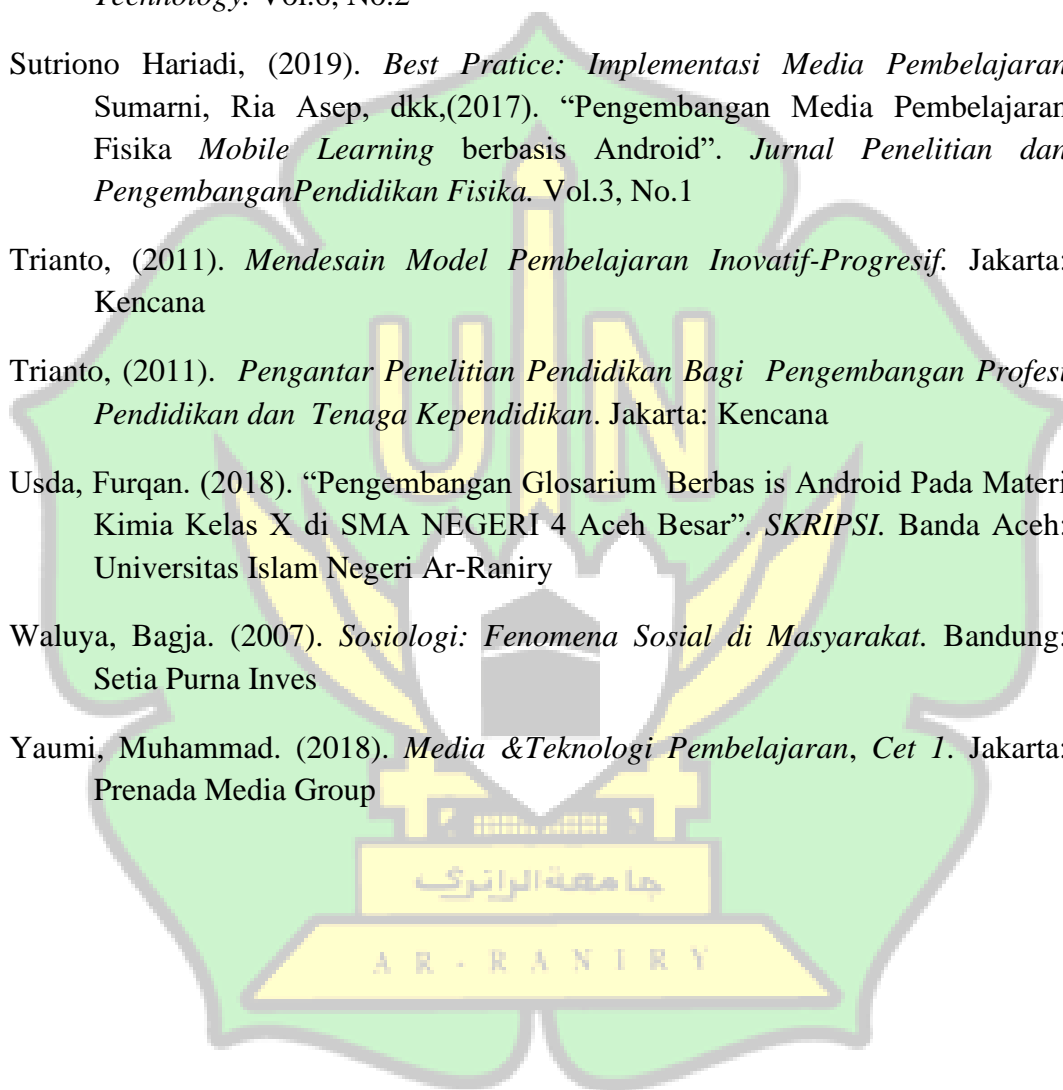 Technology. Vol.6, No.2
Sutriono Hariadi, (2019). Best Pratice: Implementasi Media Pembelajaran
Sumarni, Ria Asep, dkk,(2017). “Pengembangan Media Pembelajaran
Fisika Mobile Learning berbasis Android”. Jurnal Penelitian dan
PengembanganPendidikan Fisika. Vol.3, No.1
Trianto, (2011). Mendesain Model Pembelajaran Inovatif-Progresif. Jakarta:
Kencana
Trianto, (2011). Pengantar Penelitian Pendidikan Bagi Pengembangan Profesi
Pendidikan dan Tenaga Kependidikan. Jakarta: Kencana
Usda, Furqan. (2018). “Pengembangan Glosarium Berbas is Android Pada Materi
Kimia Kelas X di SMA NEGERI 4 Aceh Besar”. SKRIPSI. Banda Aceh:
Universitas Islam Negeri Ar-Raniry
Waluya, Bagja. (2007). Sosiologi: Fenomena Sosial di Masyarakat. Bandung:
Setia Purna Inves
Yaumi, Muhammad. (2018). Media &Teknologi Pembelajaran, Cet 1. Jakarta:
Prenada Media Group
UIN
جامعة الرانري
AR-RANIRY